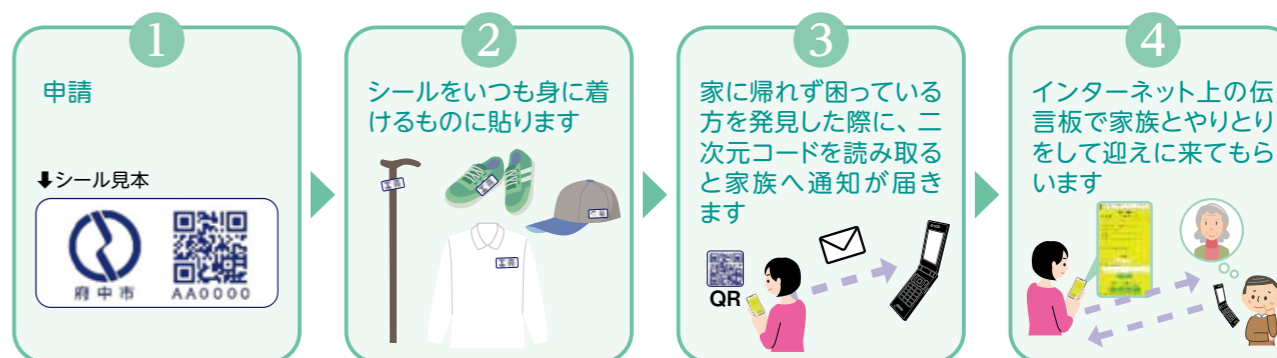 1
申請
⬇シール見本
府中市
AA0000
2
シールをいつも身に着
けるものに貼ります
3
家に帰れず困っている
方を発見した際に、二
次元コードを読み取る
と家族へ通知が届き
ます
QR
4
インターネット上の伝
言板で家族とやりとり
をして迎えに来てもら
います